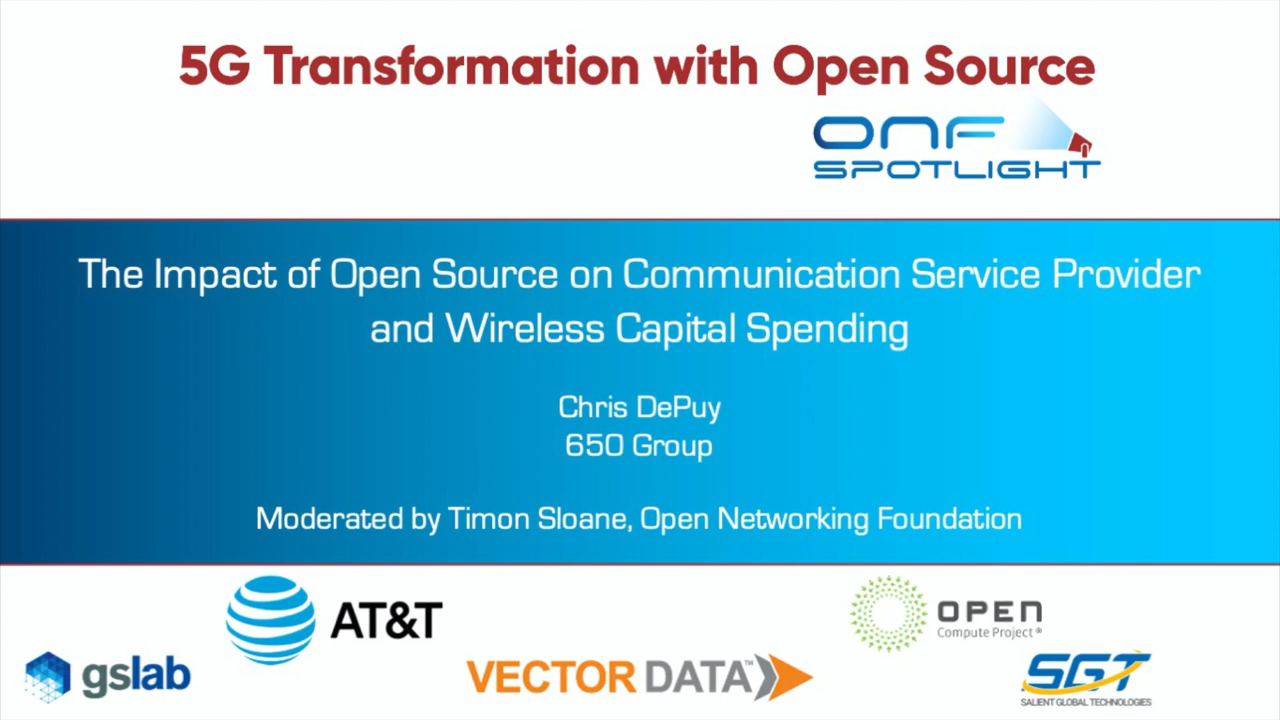 5G Transformation with Open Source
ONF
SPOTLIGHT
The Impact of Open Source on Communication Service Provider
and Wireless Capital Spending
Chris DePuy
650 Group
Moderated by Timon Sloane, Open Networking Foundation
AT&T
OPEN
Compute Project®
gslab
VECTOR DATA™
SGT
SALIENT GLOBAL TECHNOLOGIES